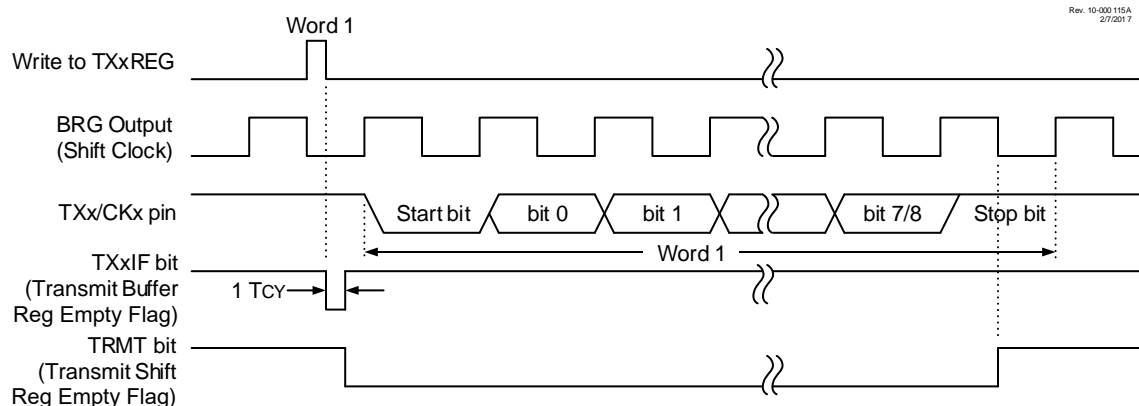 Rev. 10-000 115A
2/7/201 7
Word 1
Write to TXxREG
BRG Output
(Shift Clock)
TXx/CKx pin
Start bit
bit 0
bit 1
bit 7/8
Stop bit
Word 1
TXxIF bit
(Transmit Buffer
Reg Empty Flag)
1 TCY
TRMT bit
(Transmit Shift
Reg Empty Flag)